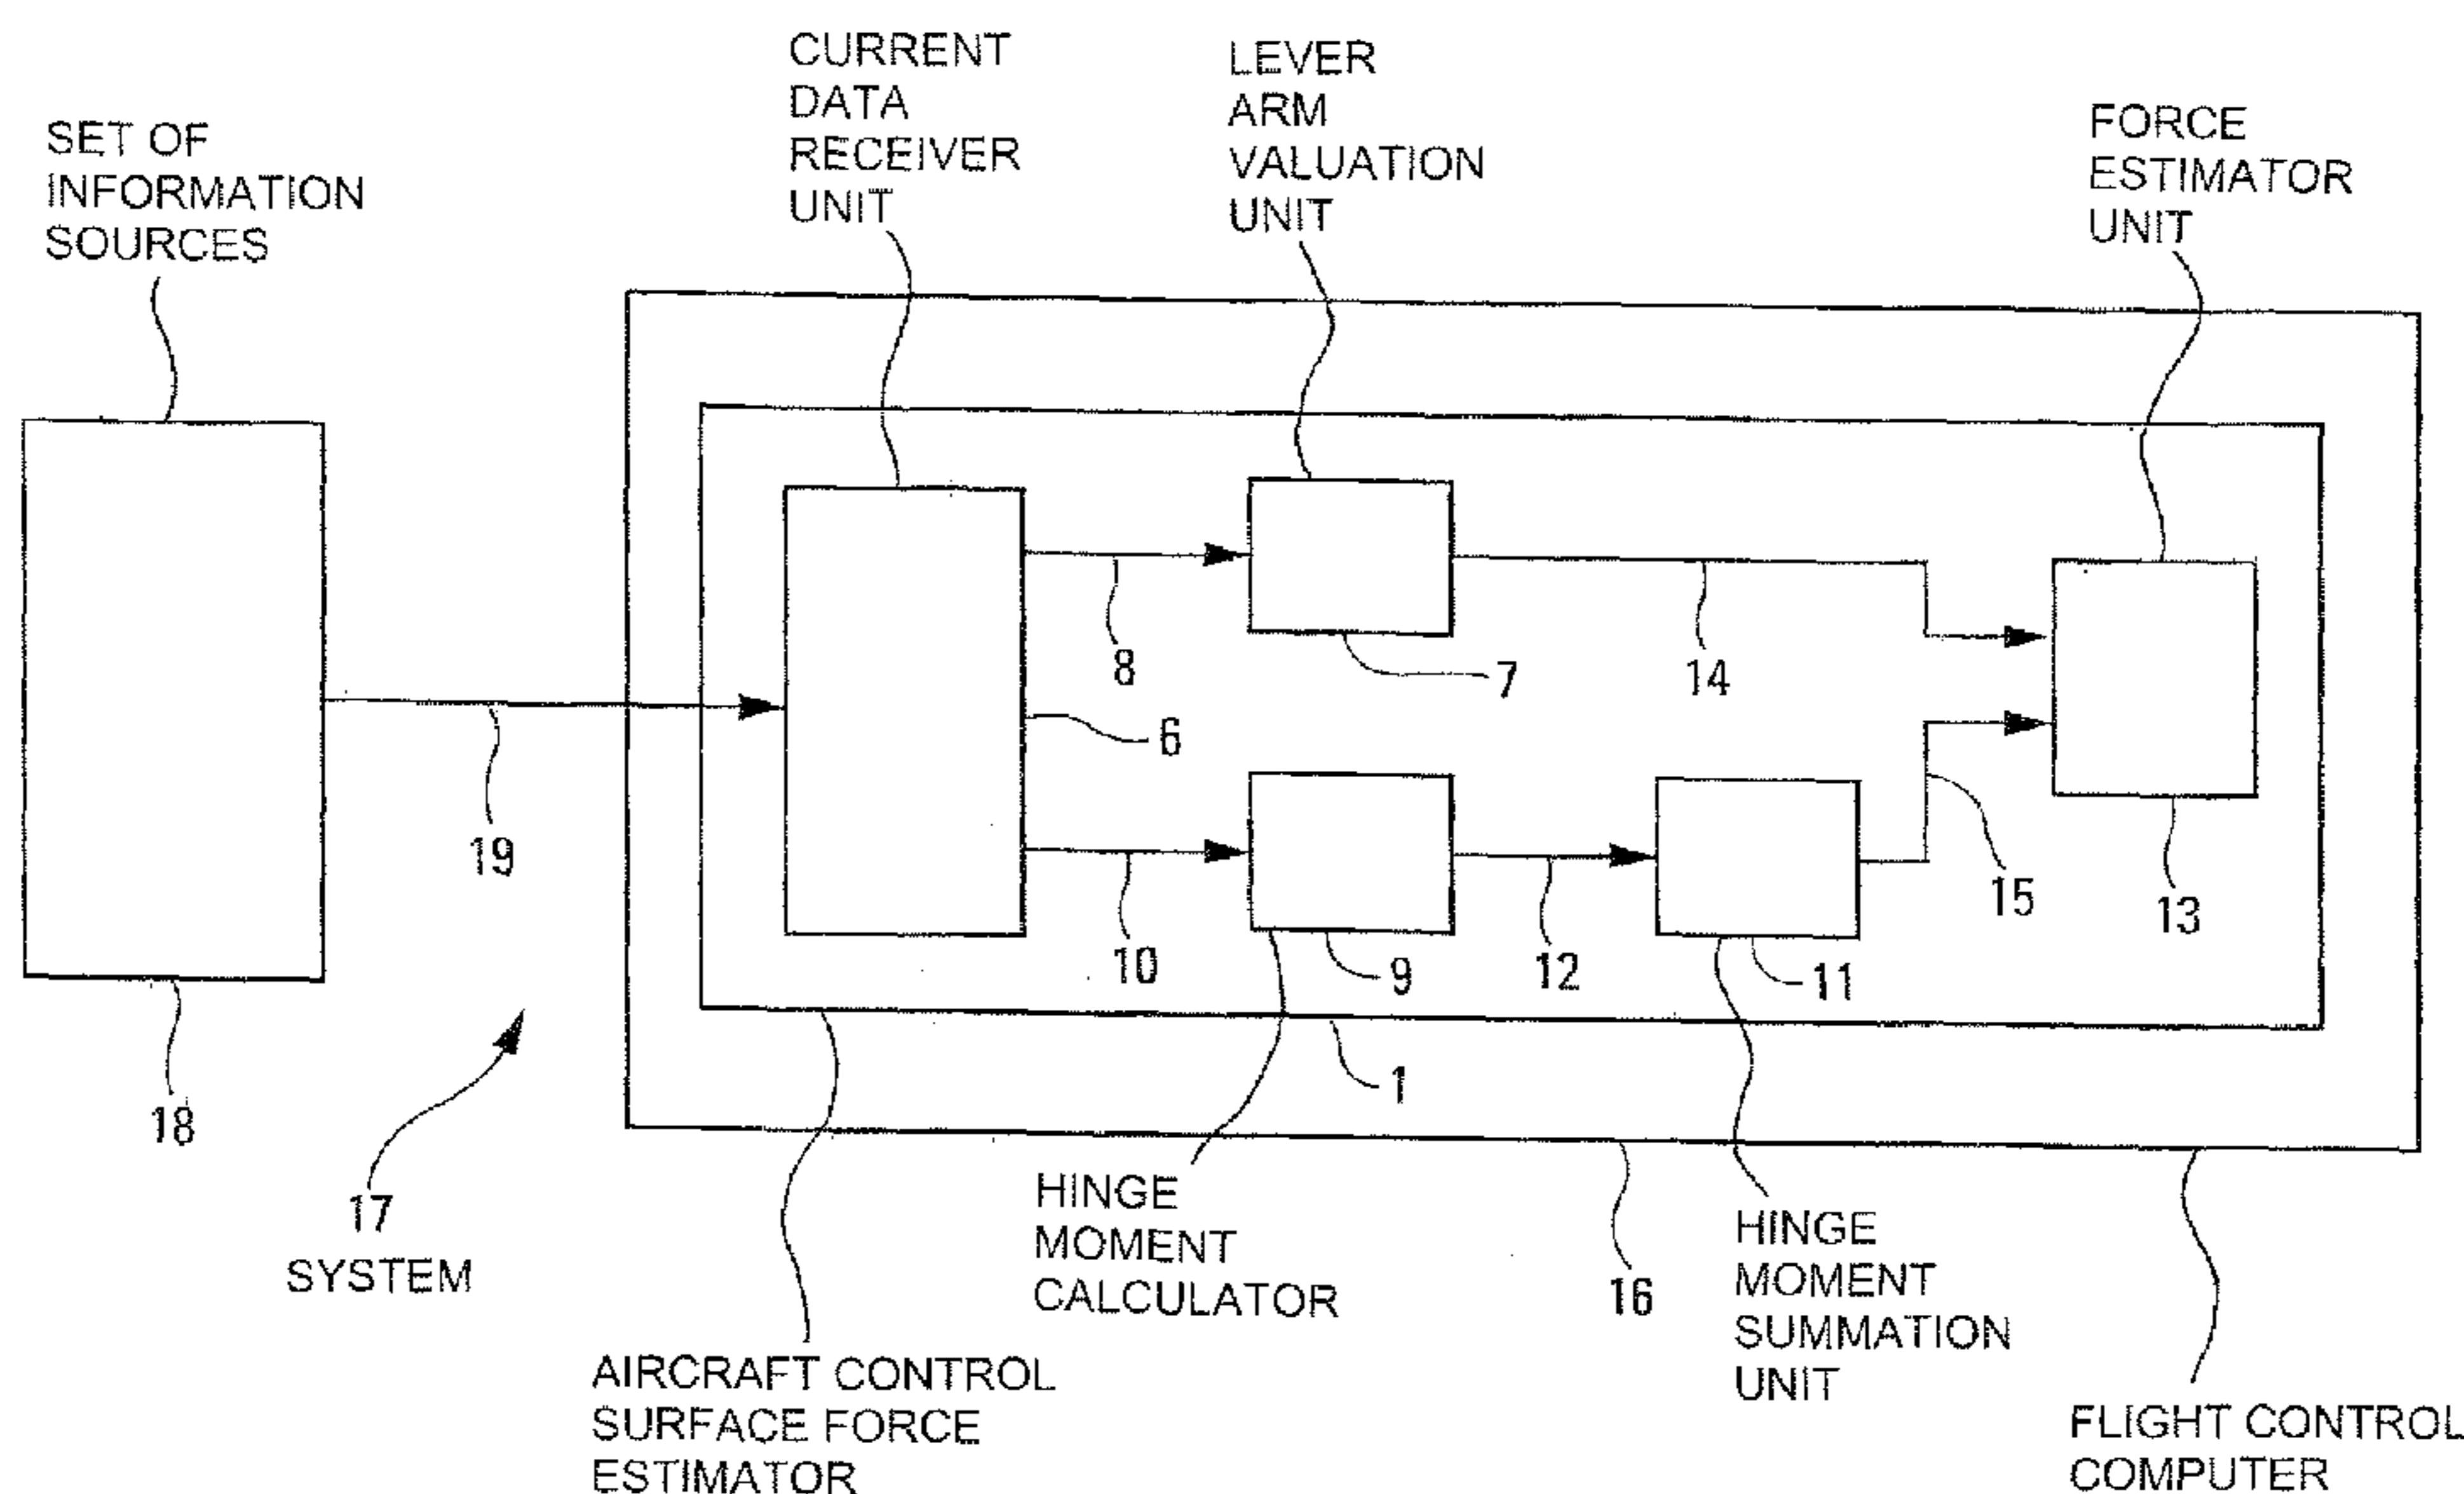 CURRENT
DATA
RECEIVER
UNIT
LEVER
ARM
VALUATION
UNIT
FORCE
ESTIMATOR
UNIT
SET OF
INFORMATION
SOURCES
8
7
14
6
19
10
9
12
11
15
13
18
17
SYSTEM
1
16
HINGE
MOMENT
CALCULATOR
HINGE
MOMENT
SUMMATION
UNIT
AIRCRAFT CONTROL
SURFACE FORCE
ESTIMATOR
FLIGHT CONTROL
COMPUTER